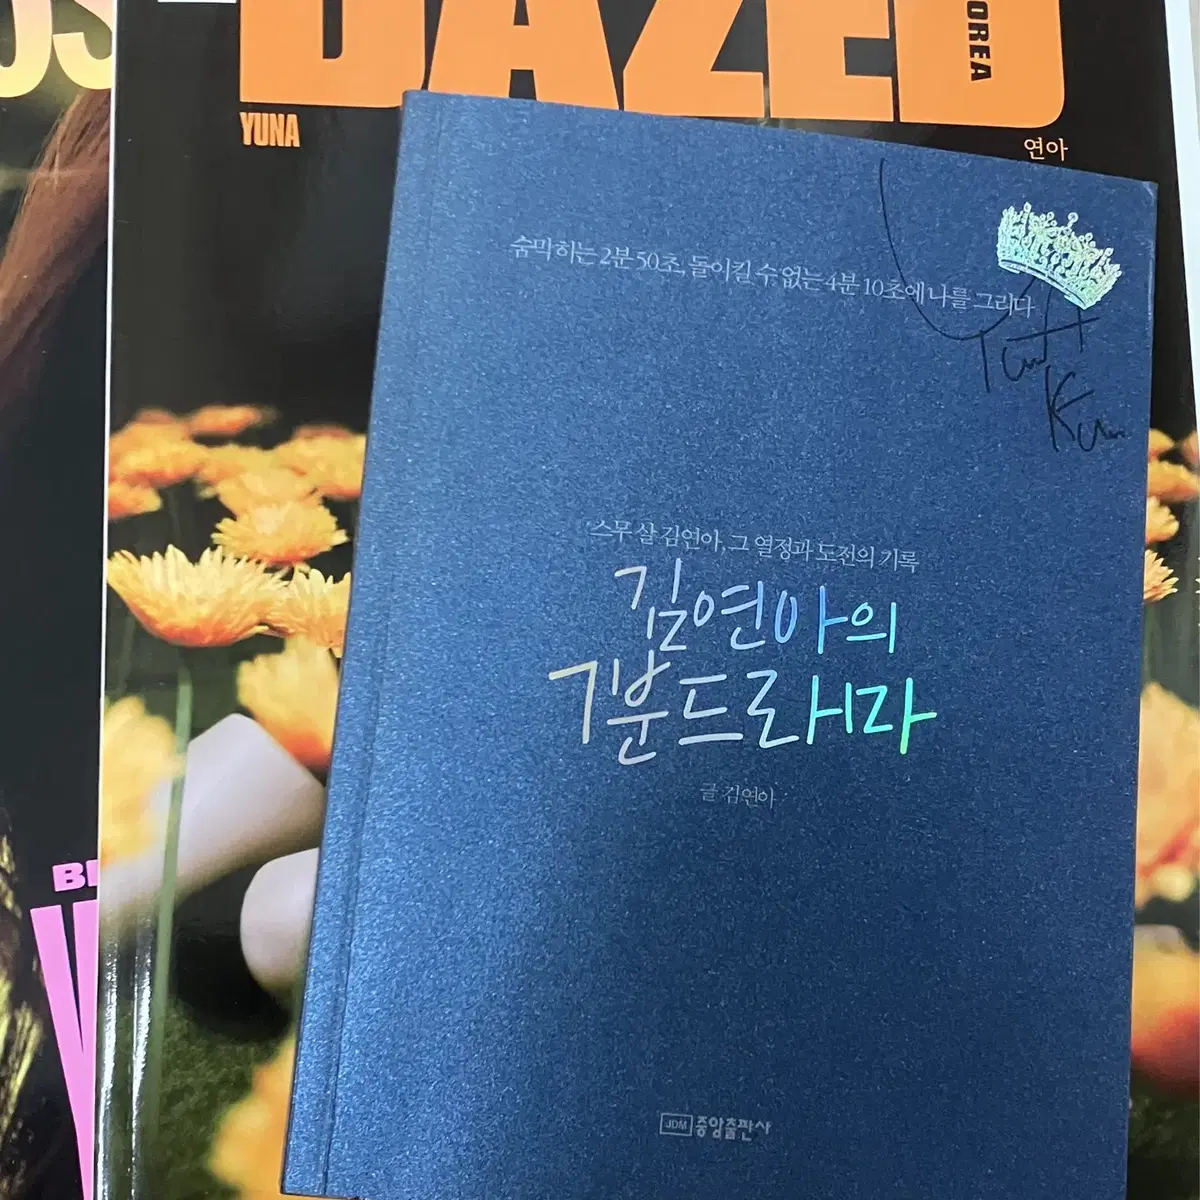 DAZED
KOREA
YUNA
연아
숨막히는 2분 50초, 돌이킬 수 없는 4분 10초에 나를 그리다
Yuna Kim
스무 살 김연아, 그 열정과 도전의 기록
김연아의
7분 드라마
글 김연아
JDM 중앙출판사